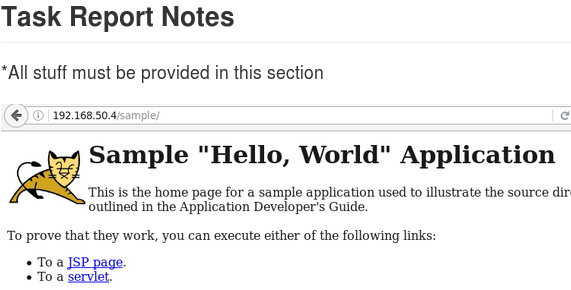 Task Report Notes
*All stuff must be provided in this section
192.168.50.4/sample/
Sample "Hello, World" Application
This is the home page for a sample application used to illustrate the source
outlined in the Application Developer's Guide.
To prove that they work, you can execute either of the following links:
• To a JSP page.
• To a servlet.